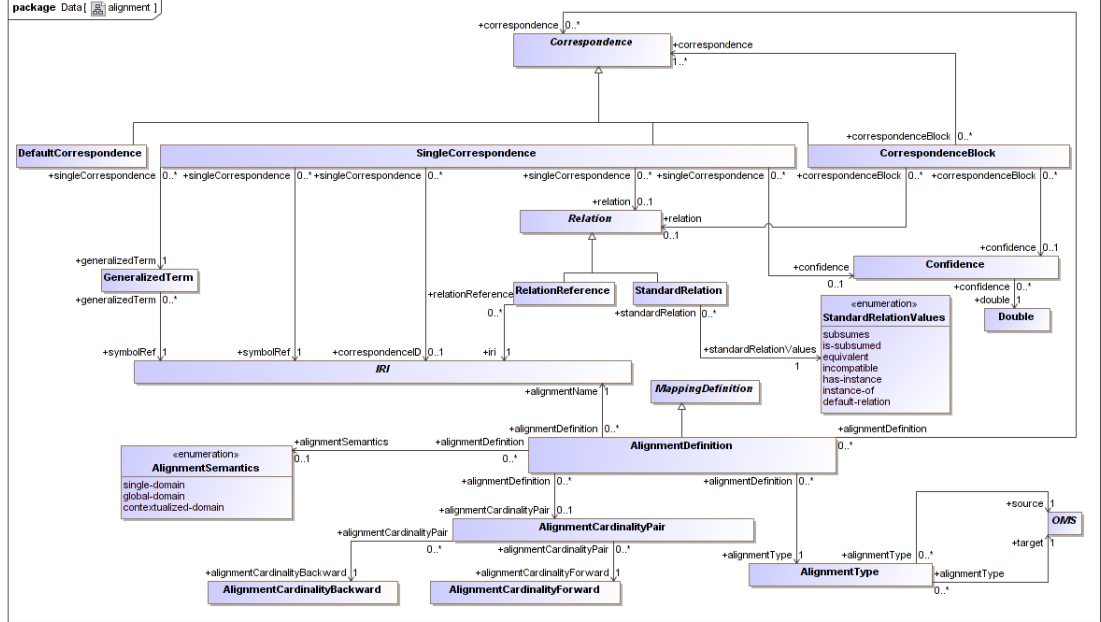 package Data [ alignment ]
+correspondence 0..*
Correspondence
+correspondence
1..*
+correspondenceBlock 0..*
DefaultCorrespondence
SingleCorrespondence
CorrespondenceBlock
+singleCorrespondence 0..* +singleCorrespondence 0..* +singleCorrespondence 0..* +singleCorrespondence 0..* +singleCorrespondence 0..* +correspondenceBlock 0..* +correspondenceBlock 0..*
+relation 0..1
Relation
+relation
0..1
+generalizedTerm 1
GeneralizedTerm
+generalizedTerm 0..*
+confidence 0..1
Confidence
+confidence
0..1
+confidence 0..*
+double 1
Double
RelationReference
StandardRelation
+relationReference
0..*
+standardRelation 0..*
«enumeration»
StandardRelationValues
subsumes
is-subsumed
equivalent
incompatible
has-instance
instance-of
default-relation
+standardRelationValues
1
+symbolRef 1
+symbolRef 1
+correspondenceID 0..1
+iri 1
IRI
+alignmentName 1
MappingDefinition
+alignmentDefinition 0..*
+alignmentDefinition
0..*
AlignmentDefinition
+alignmentSemantics
0..1
+alignmentDefinition
0..*
«enumeration»
AlignmentSemantics
single-domain
global-domain
contextualized-domain
+alignmentDefinition 0..*
+alignmentDefinition 0..*
+alignmentCardinalityPair 0..1
AlignmentCardinalityPair
+alignmentCardinalityPair
0..*
+alignmentCardinalityPair 0..*
+source 1
OMS
+target 1
+alignmentType 1
+alignmentType 0..*
AlignmentType
+alignmentType
0..*
+alignmentCardinalityBackward 1
+alignmentCardinalityForward 1
AlignmentCardinalityBackward
AlignmentCardinalityForward